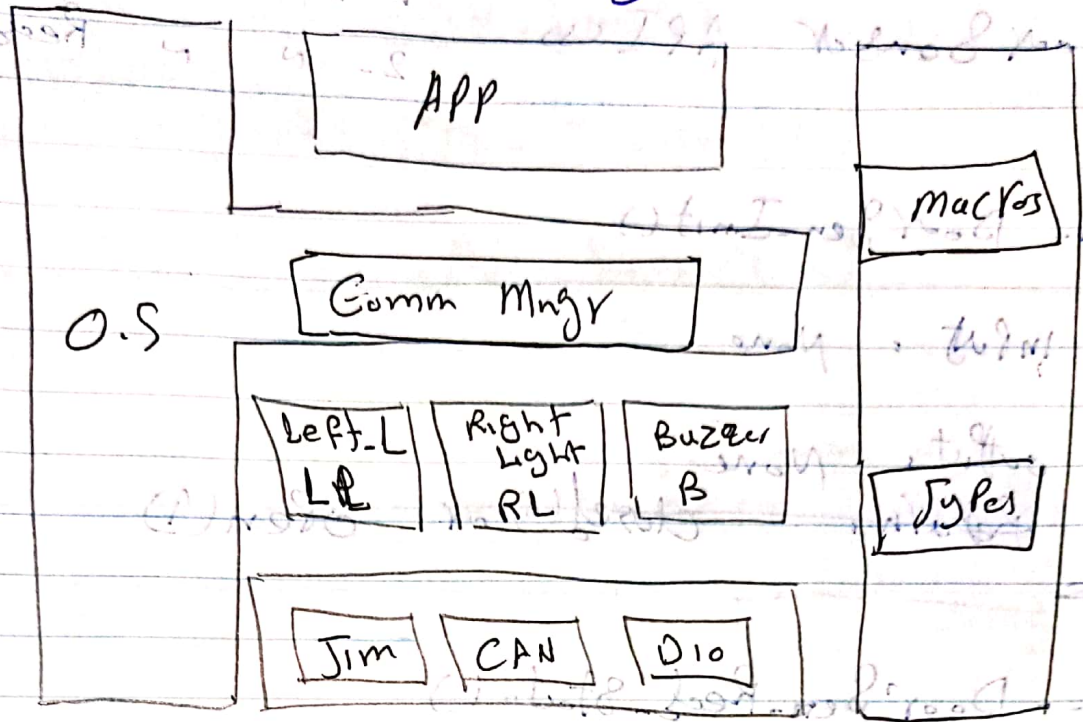 APP
Macros
Comm Mngr
O.S
Left_L
LL
Right
Light
RL
Buzzer
B
Types
Tim
CAN
DIO